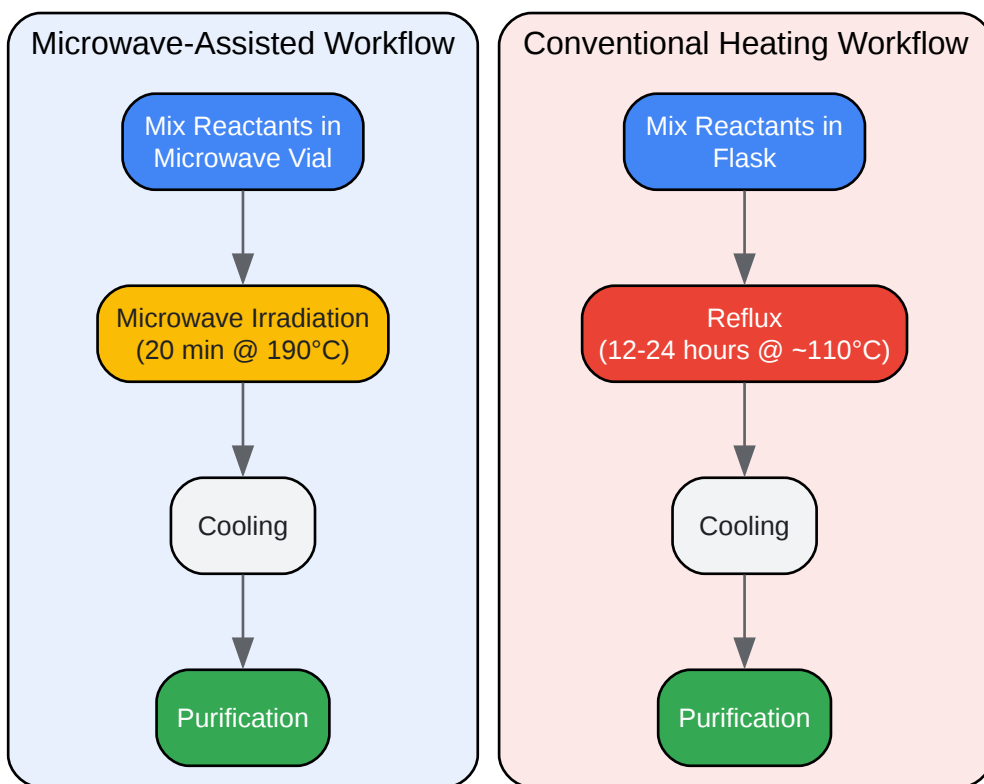 Microwave-Assisted Workflow
Mix Reactants in
Microwave Vial
Microwave Irradiation
(20 min @ 190°C)
Cooling
Purification
Conventional Heating Workflow
Mix Reactants in
Flask
Reflux
(12-24 hours @ ~110°C)
Cooling
Purification